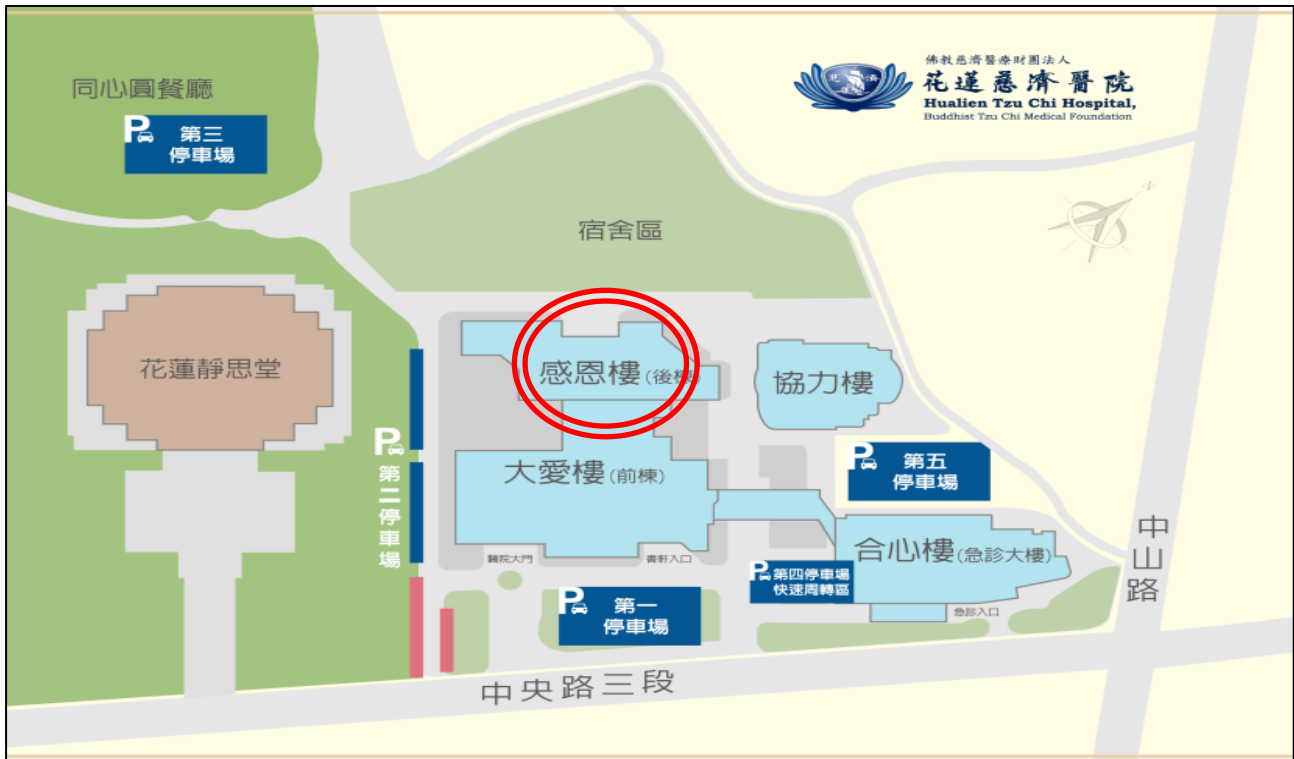 佛教慈濟醫療財團法人
花蓮慈濟醫院
Hualien Tzu Chi Hospital,
Buddhist Tzu Chi Medical Foundation
同心圓餐廳
P 第三
停車場
宿舍區
花蓮靜思堂
感恩樓(後棟)
協力樓
P
第二停車場
大愛樓(前棟)
P 第五
停車場
合心樓(急診大樓)
醫院大門
書軒入口
P 第四停車場
快速周轉區
急診入口
P 第一
停車場
中山路
中央路三段